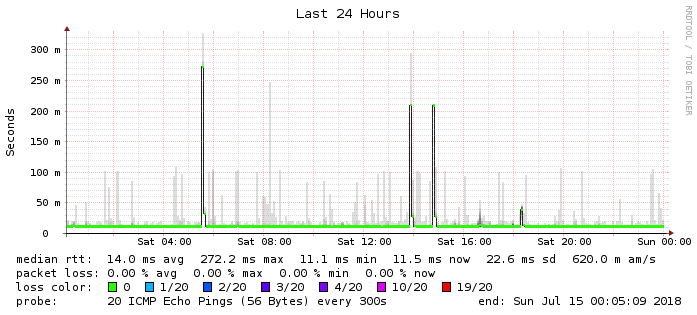 Last 24 Hours
RRDTOOL / TOBI OETIKER
Seconds
300 m
250 m
200 m
150 m
100 m
50 m
0
Sat 04:00 Sat 08:00 Sat 12:00 Sat 16:00 Sat 20:00 Sun 00:00
median rtt: 14.0 ms avg 272.2 ms max 11.1 ms min 11.5 ms now 22.6 ms sd 620.0 m am/s
packet loss: 0.00 % avg 0.00 % max 0.00 % min 0.00 % now
loss color: 0 1/20 2/20 3/20 4/20 10/20 19/20
probe: 20 ICMP Echo Pings (56 Bytes) every 300s end: Sun Jul 15 00:05:09 2018